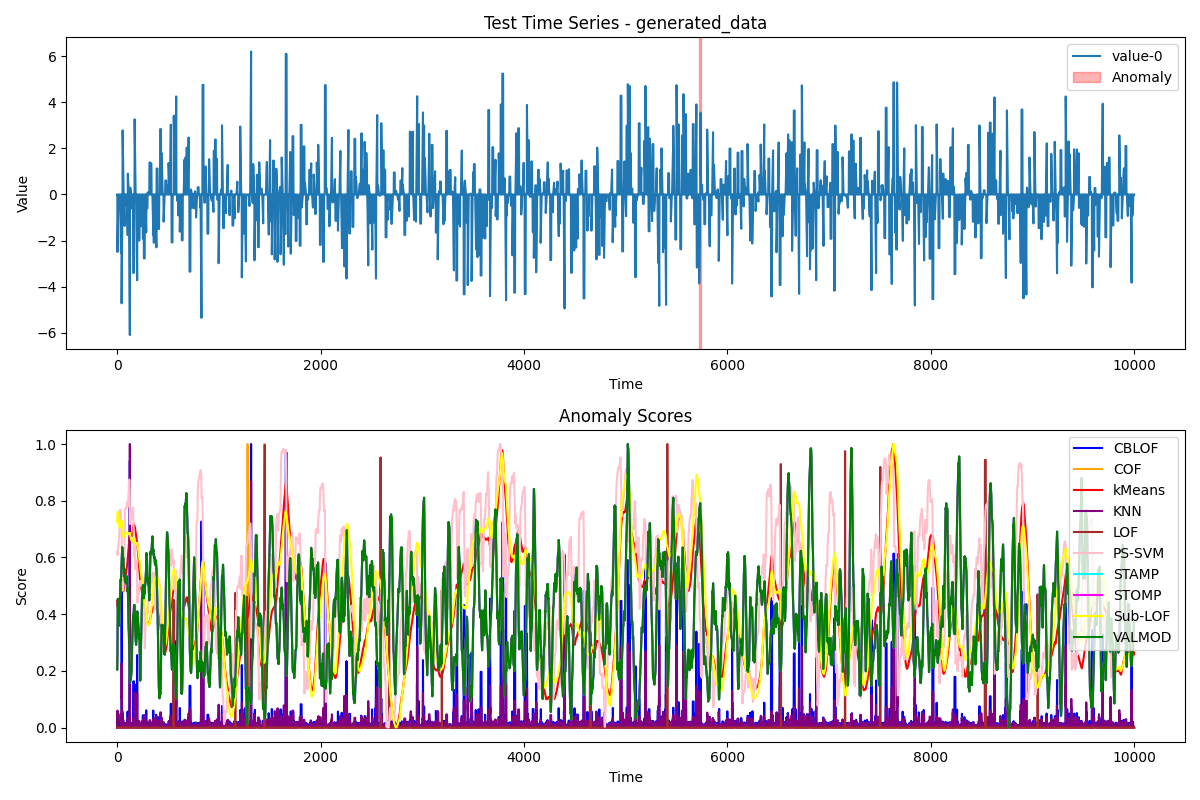 Test Time Series - generated_data
6
4
2
0
−2
−4
−6
Value
value-0
Anomaly
0
2000
4000
6000
8000
10000
Time
Anomaly Scores
1.0
0.8
0.6
0.4
0.2
0.0
Score
CBLOF
COF
kMeans
KNN
LOF
PS-SVM
STAMP
STOMP
Sub-LOF
VALMOD
0
2000
4000
6000
8000
10000
Time